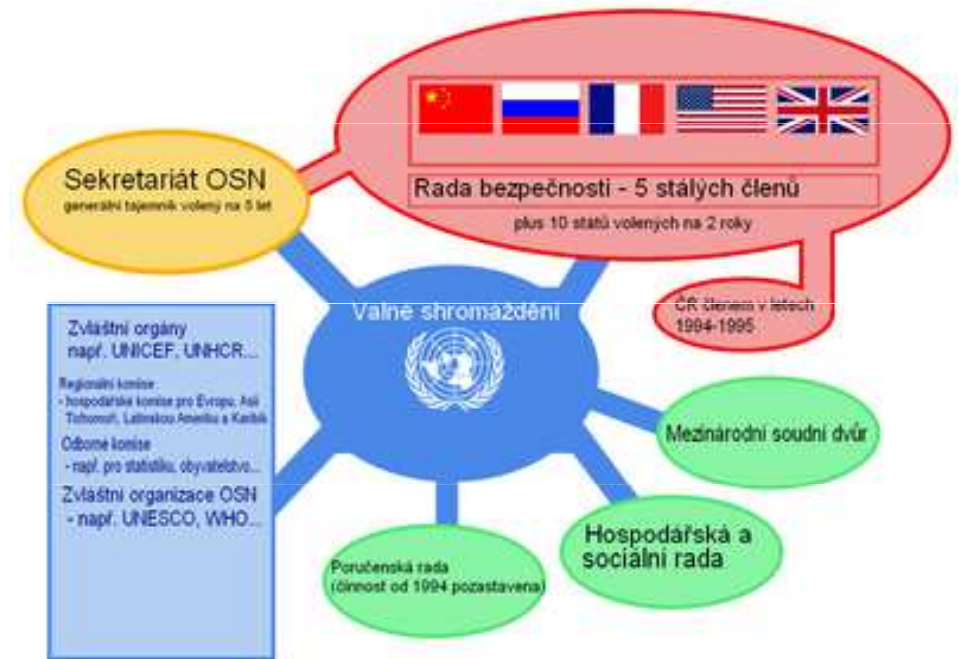 Sekretariát OSN
generální tajemník volený na 5 let
Rada bezpečnosti - 5 stálých členů
plus 10 států volených na 2 roky
ČR členem v letech
1994-1995
Valné shromáždění
Zvláštní orgány
např. UNICEF, UNHCR...
Regionální komise
- hospodářské komise pro Evropu, Asii
Tichomoří, Latinskou Ameriku a Karibik
Odborné komise
- např. pro statistiku, obyvatelstvo...
Zvláštní organizace OSN
- např. UNESCO, WHO...
Mezinárodní soudní dvůr
Hospodářská a
sociální rada
Poručenská rada
(činnost od 1994 pozastavena)